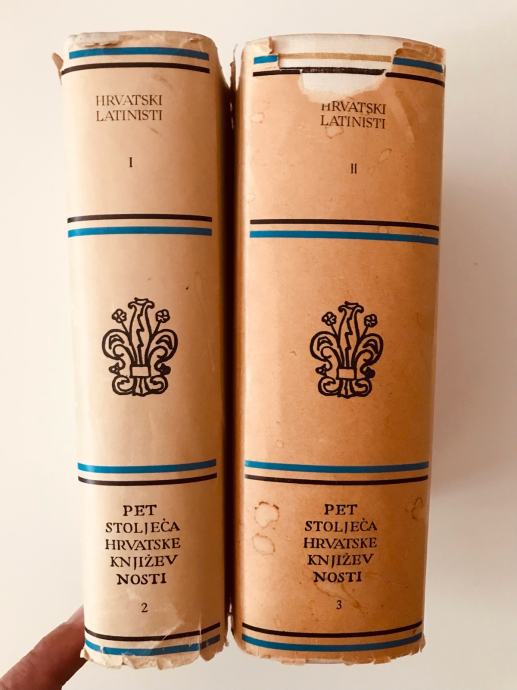 HRVATSKI
LATINISTI
I
PET
STOLJEĆA
HRVATSKE
KNJIŽEV
NOSTI
2
HRVATSKI
LATINISTI
II
PET
STOLJEĆA
HRVATSKE
KNJIŽEV
NOSTI
3